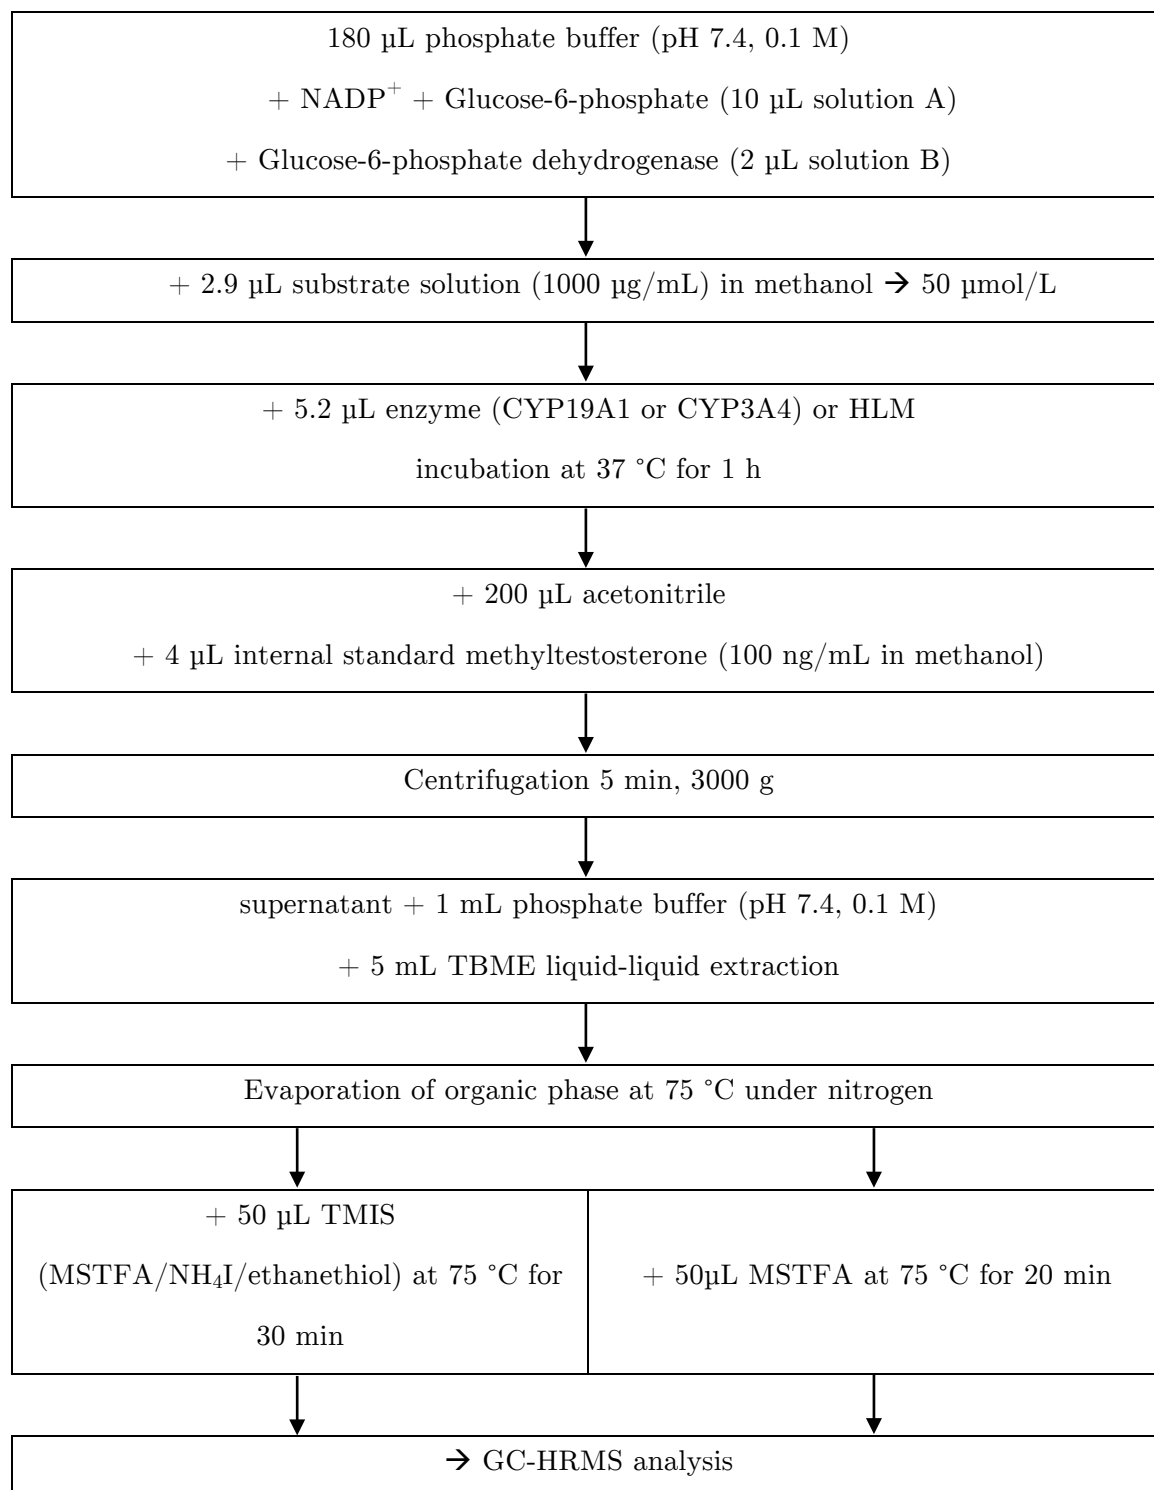 180 µL phosphate buffer (pH 7.4, 0.1 M)
+ NADP⁺ + Glucose-6-phosphate (10 µL solution A)
+ Glucose-6-phosphate dehydrogenase (2 µL solution B)
+ 2.9 µL substrate solution (1000 µg/mL) in methanol → 50 µmol/L
+ 5.2 µL enzyme (CYP19A1 or CYP3A4) or HLM
incubation at 37 °C for 1 h
+ 200 µL acetonitrile
+ 4 µL internal standard methyltestosterone (100 ng/mL in methanol)
Centrifugation 5 min, 3000 g
supernatant + 1 mL phosphate buffer (pH 7.4, 0.1 M)
+ 5 mL TBME liquid-liquid extraction
Evaporation of organic phase at 75 °C under nitrogen
+ 50 µL TMIS
(MSTFA/NH₄I/ethanethiol) at 75 °C for
30 min
+ 50µL MSTFA at 75 °C for 20 min
→ GC-HRMS analysis